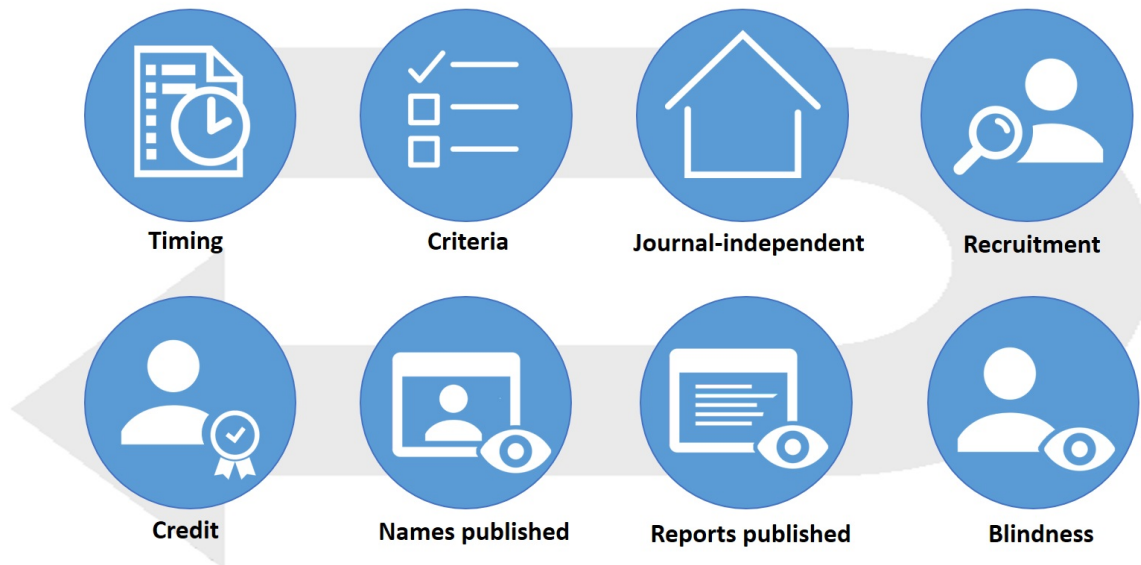 Timing
Criteria
Journal-independent
Recruitment
Blindness
Reports published
Names published
Credit